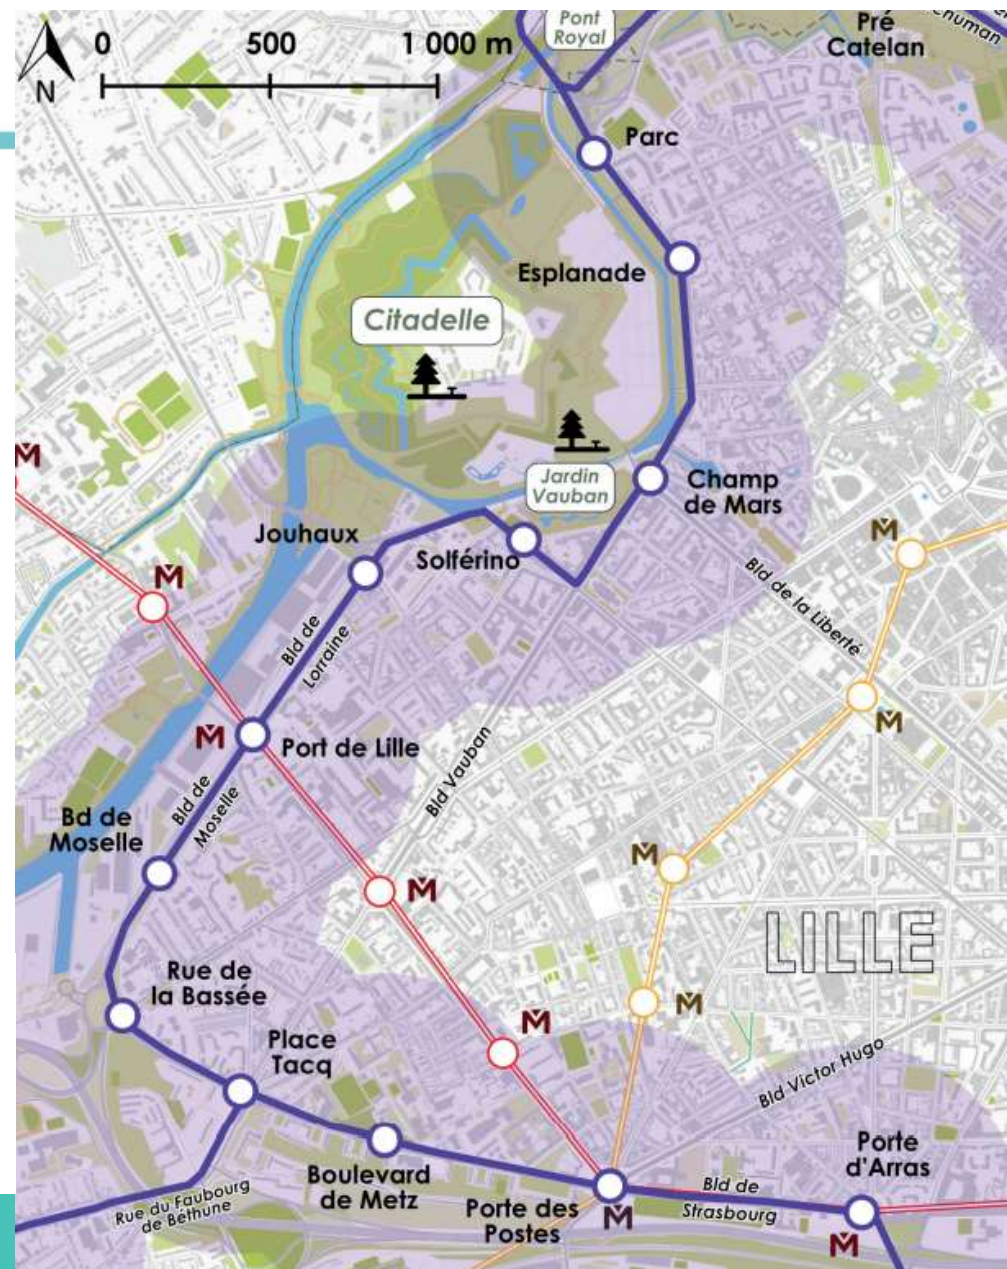 0 500 1 000 m
N
Pont
Royal
Pré
Catelan
Parc
Esplanade
Citadelle
Jardin
Vauban
Champ
de Mars
M
Jouhaux
Solférino
M
M
Bld de la Liberté
Bld de
Lorraine
M
M
Port de Lille
Bld Vauban
Bld de
Moselle
Bd de
Moselle
M
M
LILLE
Rue de
la Bassée
M
M
Place
Tacq
Bld Victor Hugo
Boulevard
de Metz
Porte
d'Arras
Rue du Faubourg
de Béthune
Porte des
Postes
M
Bld de
Strasbourg
M